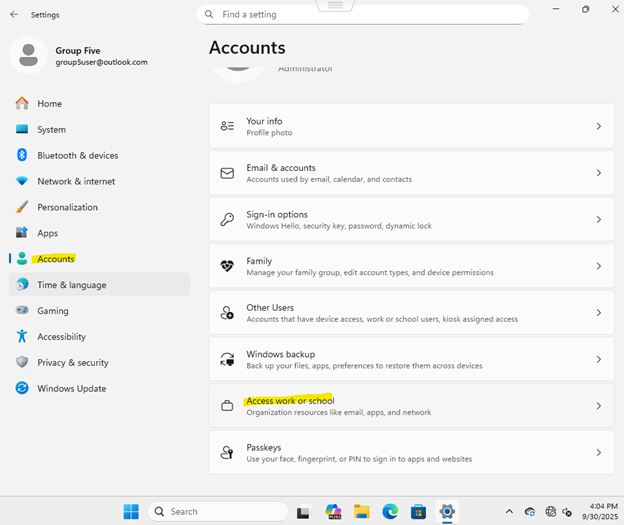 Settings
Find a setting
Group Five
group5user@outlook.com
Home
System
Bluetooth & devices
Network & internet
Personalization
Apps
Accounts
Time & language
Gaming
Accessibility
Privacy & security
Windows Update
Accounts
Administrator
Your info
Profile photo
Email & accounts
Accounts used by email, calendar, and contacts
Sign-in options
Windows Hello, security key, password, dynamic lock
Family
Manage your family group, edit account types, and device permissions
Other Users
Accounts that have device access, work or school users, kiosk assigned access
Windows backup
Back up your files, apps, preferences to restore them across devices
Access work or school
Organization resources like email, apps, and network
Passkeys
Use your face, fingerprint, or PIN to sign in to apps and websites
Search
4:04 PM
9/30/2025